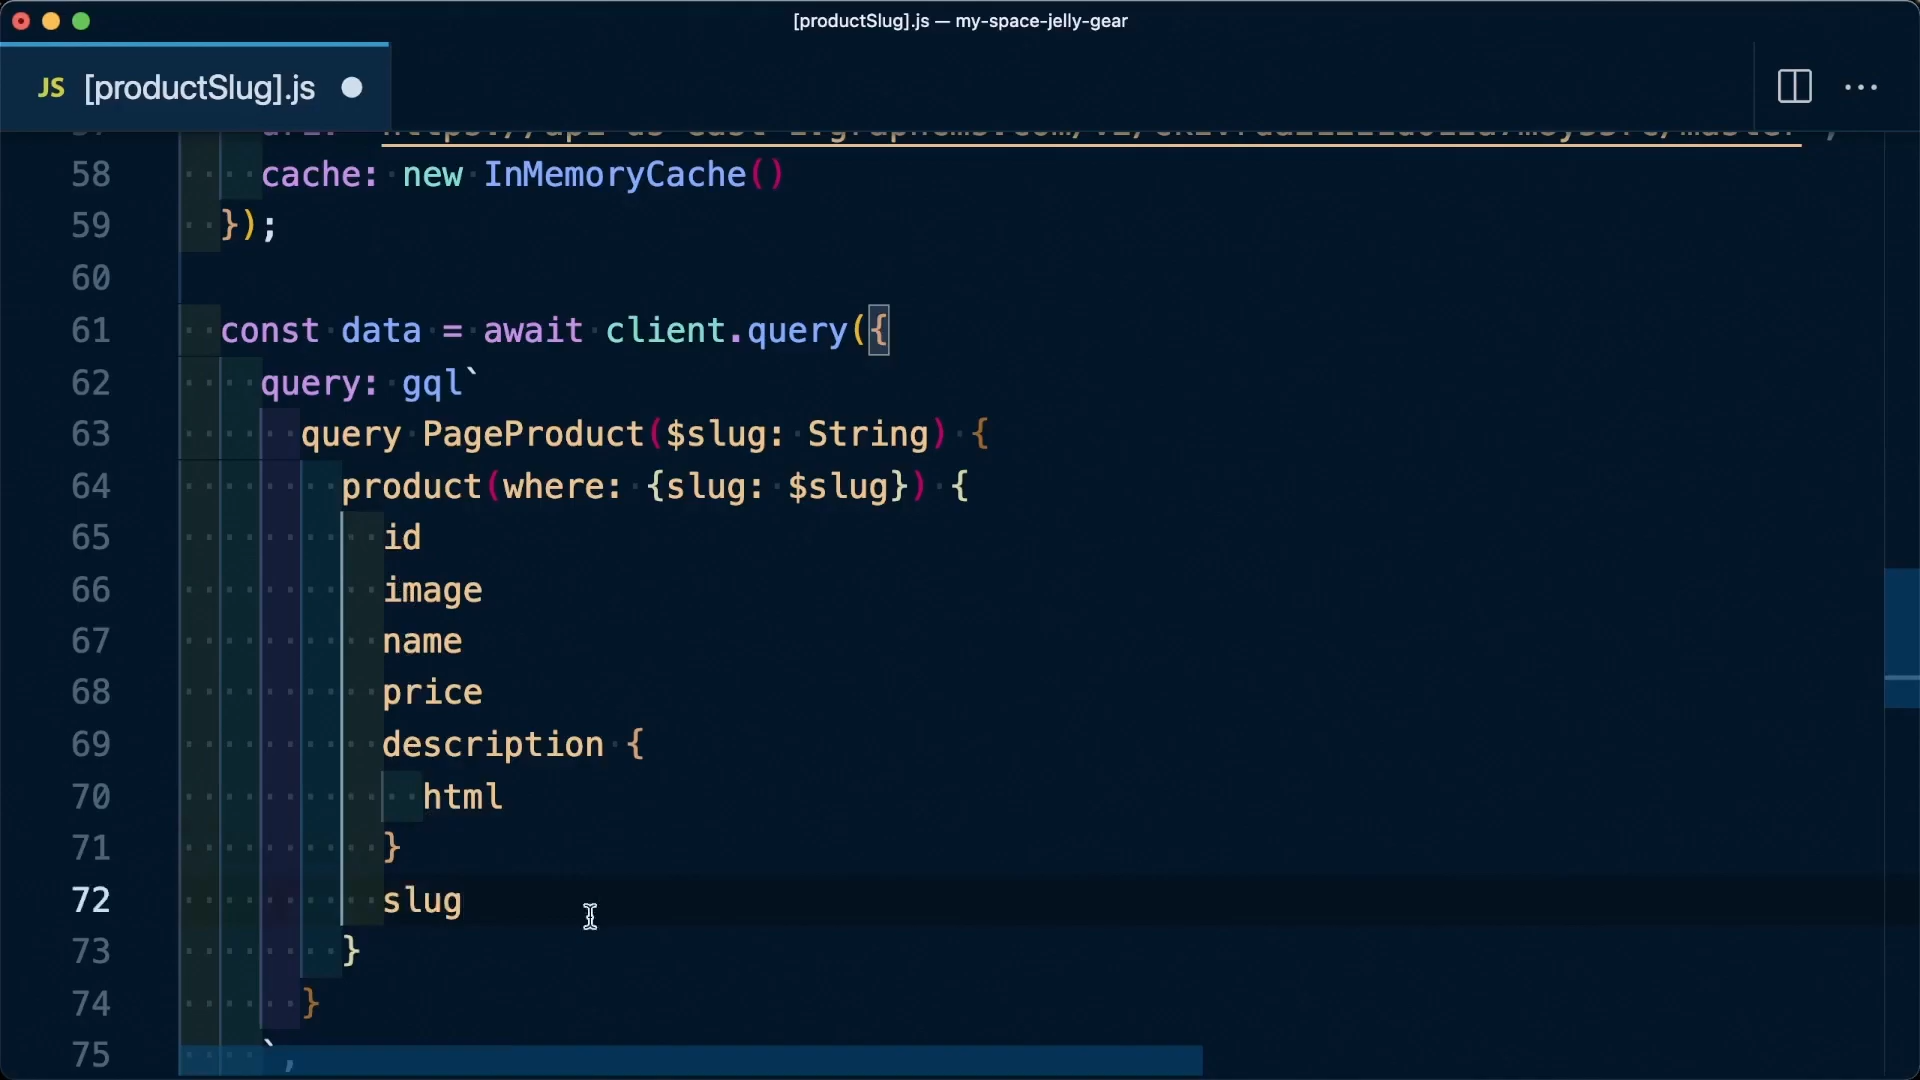 [productSlug].js — my-space-jelly-gear
JS [productSlug].js
58 cache: new InMemoryCache()
59 });
60
61 const data = await client.query({
62 query: gql`
63 query PageProduct($slug: String) {
64 product(where: {slug: $slug}) {
65 id
66 image
67 name
68 price
69 description {
70 html
71 }
72 slug
73 }
74 }
75 `,